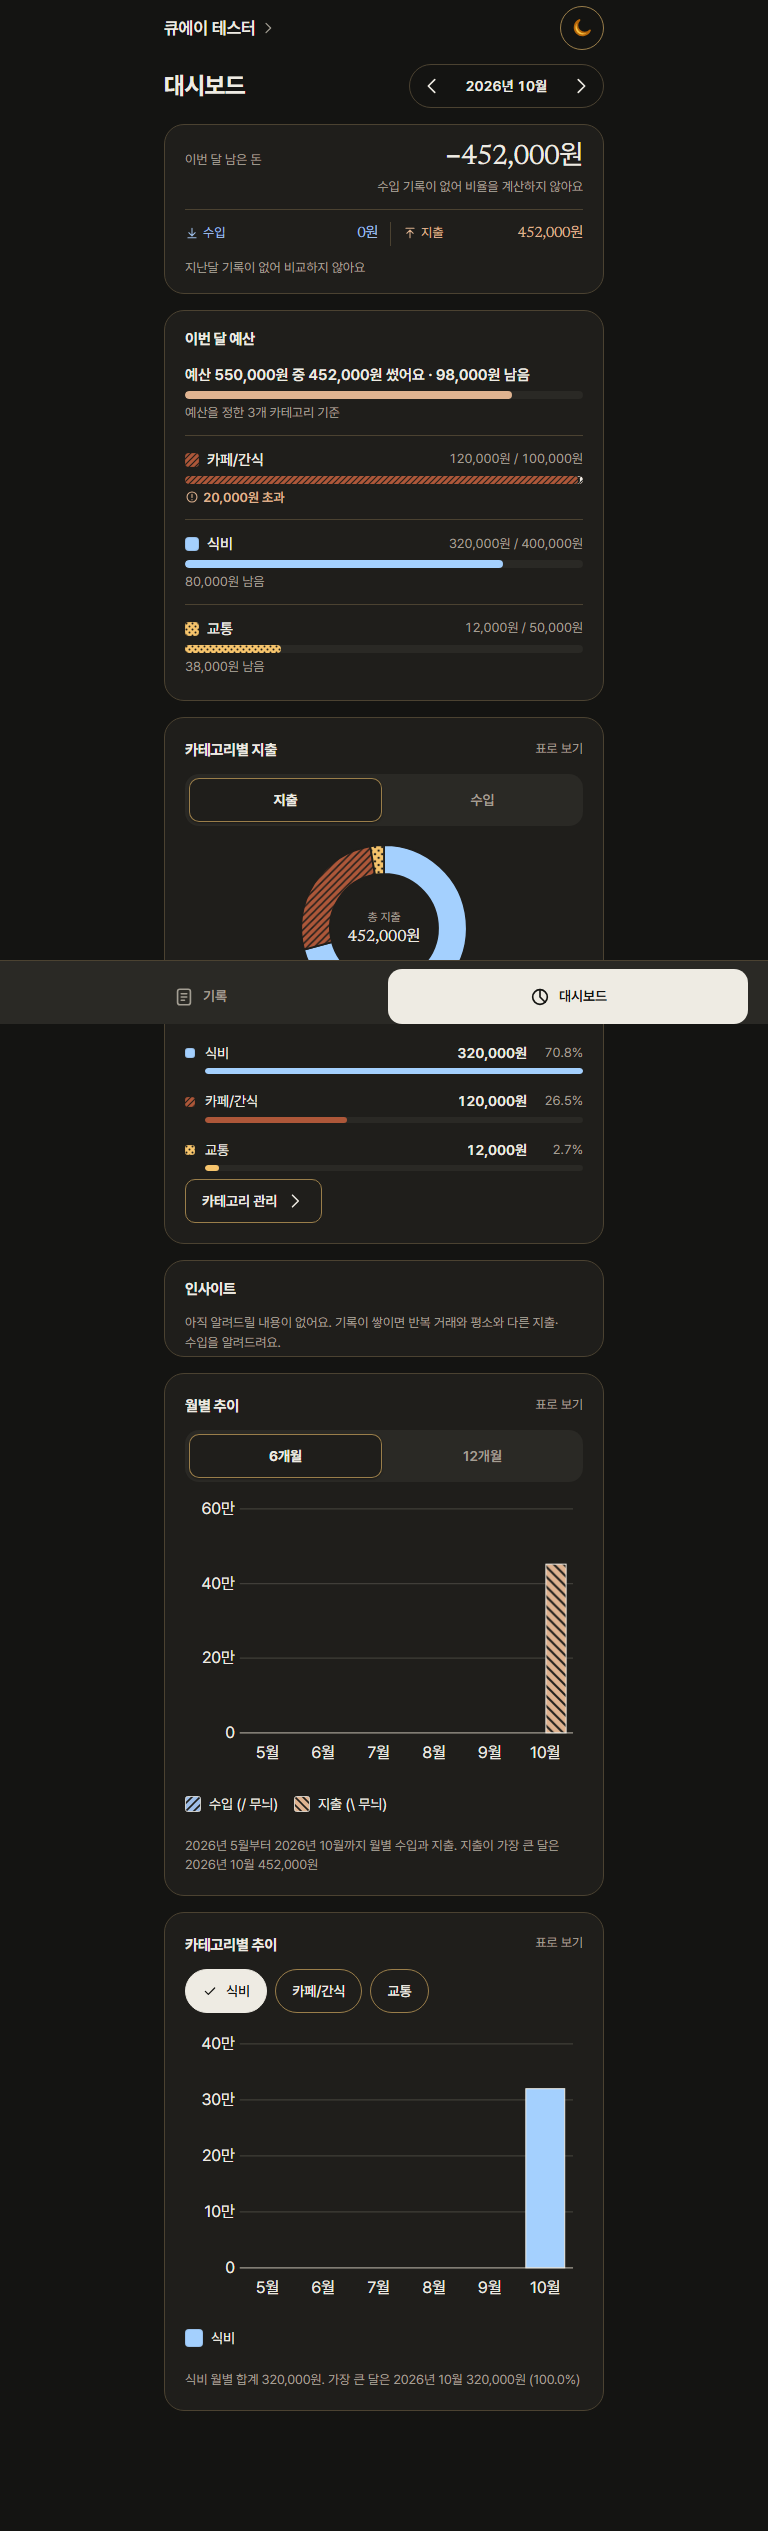 큐에이 테스터
대시보드
2026년 10월
이번 달 남은 돈
−452,000원
수입 기록이 없어 비율을 계산하지 않아요
수입 0원
지출 452,000원
지난달 기록이 없어 비교하지 않아요
이번 달 예산
예산 550,000원 중 452,000원 썼어요 · 98,000원 남음
예산을 정한 3개 카테고리 기준
카페/간식 120,000원 / 100,000원
20,000원 초과
식비 320,000원 / 400,000원
80,000원 남음
교통 12,000원 / 50,000원
38,000원 남음
카테고리별 지출
표로 보기
지출
수입
총 지출
452,000원
기록
대시보드
식비 320,000원 70.8%
카페/간식 120,000원 26.5%
교통 12,000원 2.7%
카테고리 관리
인사이트
아직 알려드릴 내용이 없어요. 기록이 쌓이면 반복 거래와 평소와 다른 지출·
수입을 알려드려요.
월별 추이
표로 보기
6개월
12개월
60만
40만
20만
0
5월 6월 7월 8월 9월 10월
수입 (/ 무늬) 지출 (\ 무늬)
2026년 5월부터 2026년 10월까지 월별 수입과 지출. 지출이 가장 큰 달은
2026년 10월 452,000원
카테고리별 추이
표로 보기
식비
카페/간식
교통
40만
30만
20만
10만
0
5월 6월 7월 8월 9월 10월
식비
식비 월별 합계 320,000원. 가장 큰 달은 2026년 10월 320,000원 (100.0%)